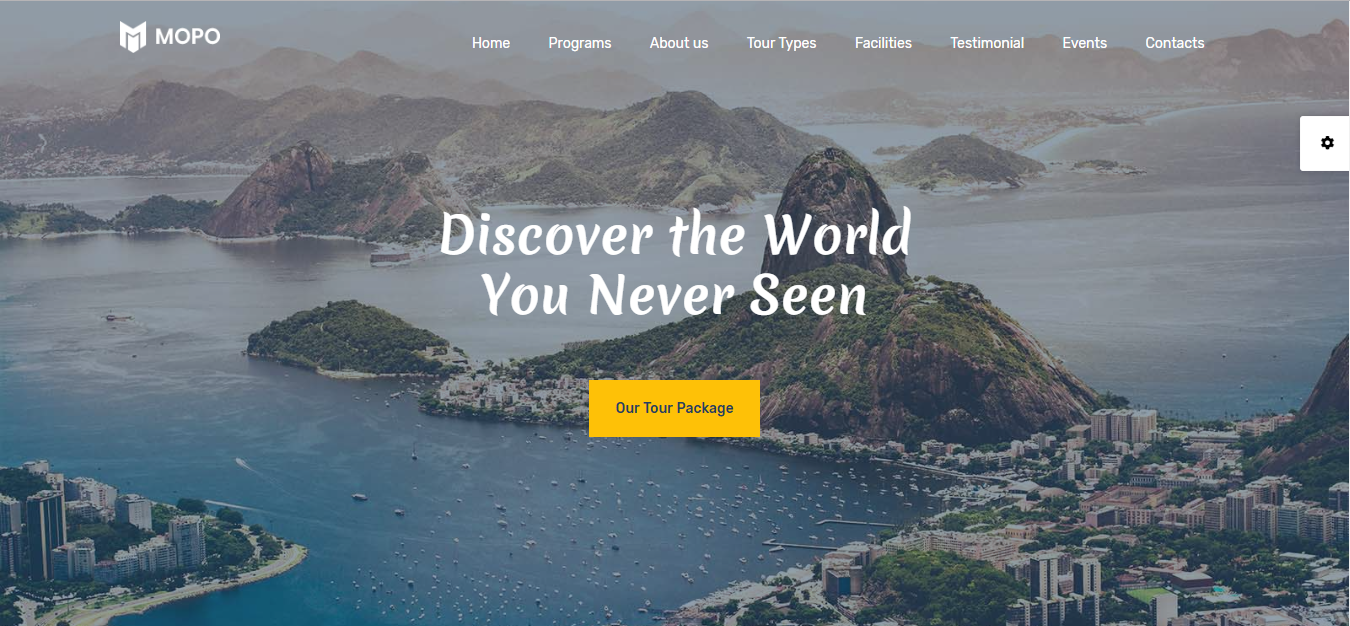 MOPO
Home Programs About us Tour Types Facilities Testimonial Events Contacts
Discover the World
You Never Seen
Our Tour Package